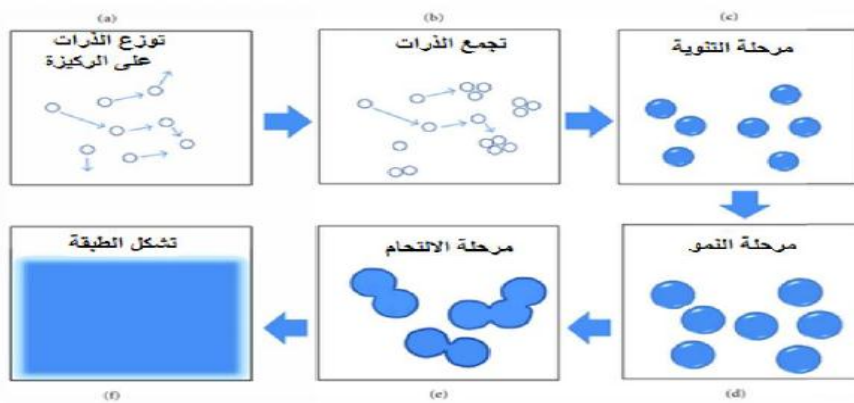 (a)
توزع الذرات
على الركيزة
(b)
تجمع الذرات
(c)
مرحلة التنوية
مرحلة النمو.
(d)
مرحلة الالتحام
(e)
تشكل الطبقة
(f)